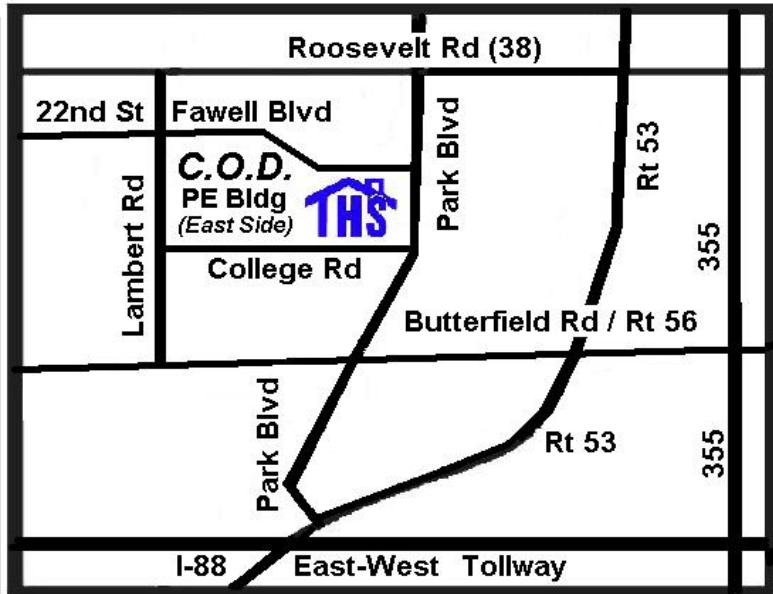 Roosevelt Rd (38)
22nd St
Fawell Blvd
C.O.D.
PE Bldg
(East Side)
THS
Park Blvd
Rt 53
Lambert Rd
355
College Rd
Butterfield Rd / Rt 56
Park Blvd
Rt 53
355
I-88 East-West Tollway